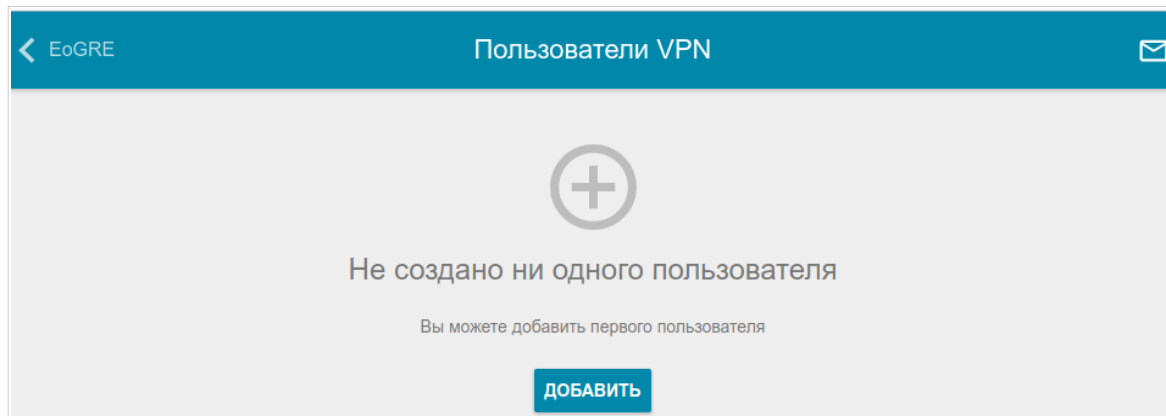 EoGRE
Пользователи VPN
Не создано ни одного пользователя
Вы можете добавить первого пользователя
ДОБАВИТЬ